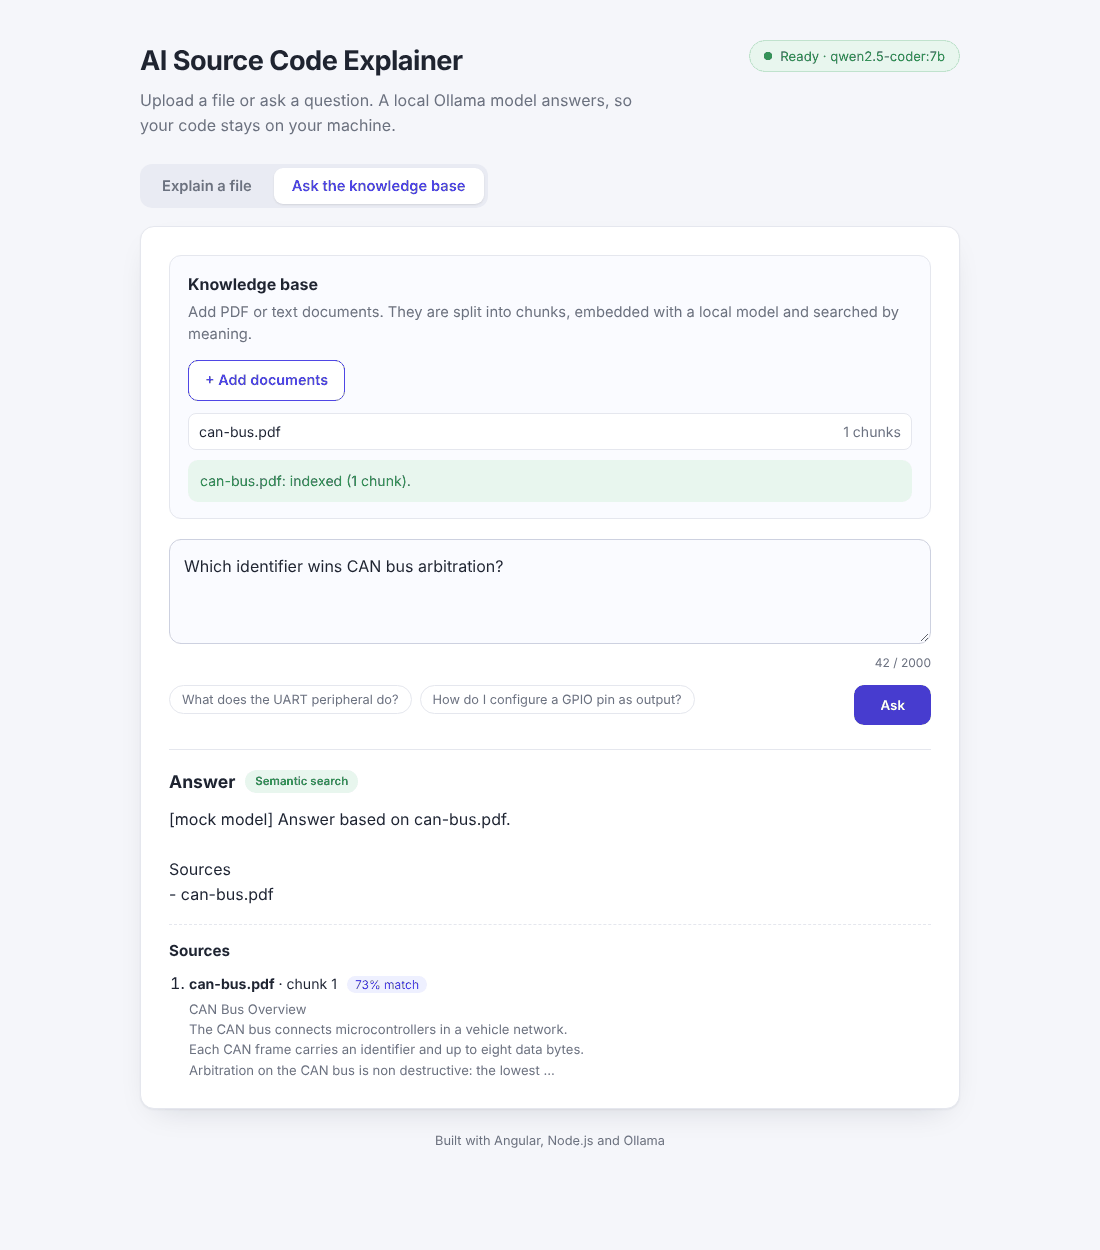 AI Source Code Explainer
Ready · qwen2.5-coder:7b
Upload a file or ask a question. A local Ollama model answers, so
your code stays on your machine.
Explain a file
Ask the knowledge base
Knowledge base
Add PDF or text documents. They are split into chunks, embedded with a local model and searched by
meaning.
+ Add documents
can-bus.pdf
1 chunks
can-bus.pdf: indexed (1 chunk).
Which identifier wins CAN bus arbitration?
42 / 2000
What does the UART peripheral do?
How do I configure a GPIO pin as output?
Ask
Answer
Semantic search
[mock model] Answer based on can-bus.pdf.
Sources
- can-bus.pdf
Sources
1. can-bus.pdf · chunk 1 73% match
CAN Bus Overview
The CAN bus connects microcontrollers in a vehicle network.
Each CAN frame carries an identifier and up to eight data bytes.
Arbitration on the CAN bus is non destructive: the lowest ...
Built with Angular, Node.js and Ollama